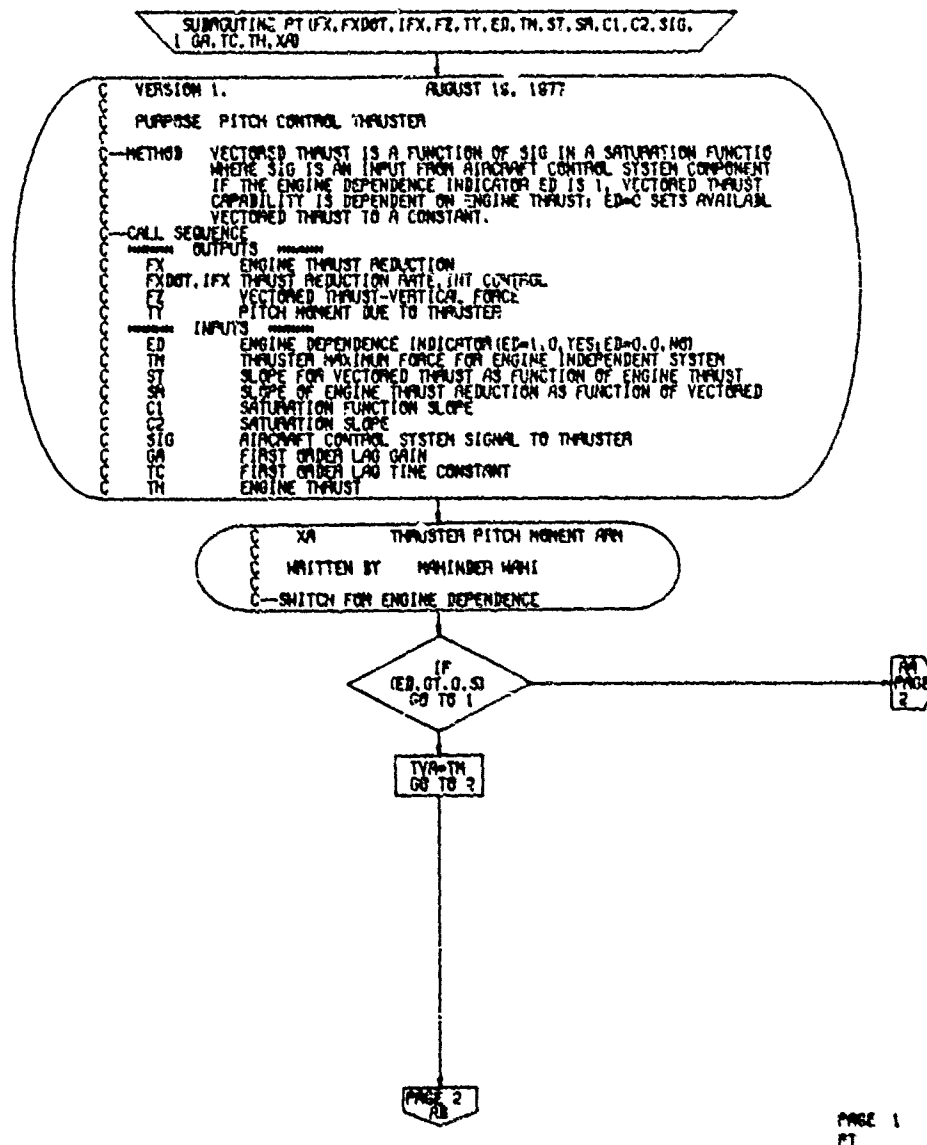 SUBROUTINE PT(FX,FXDOT,IFX,FZ,TY,ED,TM,ST,SR,C1,C2,SIG,
1 GA,TC,TH,XA)
C VERSION 1. AUGUST 16, 1977
C
C PURPOSE PITCH CONTROL THRUSTER
C
C--METHOD VECTORED THRUST IS A FUNCTION OF SIG IN A SATURATION FUNCTIO
C WHERE SIG IS AN INPUT FROM AIRCRAFT CONTROL SYSTEM COMPONENT
C IF THE ENGINE DEPENDENCE INDICATOR ED IS 1, VECTORED THRUST
C CAPABILITY IS DEPENDENT ON ENGINE THRUST; ED=C SETS AVAILABL
C VECTORED THRUST TO A CONSTANT.
C--CALL SEQUENCE
C ****** OUTPUTS ******
C FX ENGINE THRUST REDUCTION
C FXDOT,IFX THRUST REDUCTION RATE,INT CONTROL
C FZ VECTORED THRUST-VERTICAL FORCE
C TY PITCH MOMENT DUE TO THRUSTER
C ****** INPUTS ******
C ED ENGINE DEPENDENCE INDICATOR(ED=1.0,YES;ED=0.0,NO)
C TM THRUSTER MAXIMUM FORCE FOR ENGINE INDEPENDENT SYSTEM
C ST SLOPE FOR VECTORED THRUST AS FUNCTION OF ENGINE THRUST
C SR SLOPE OF ENGINE THRUST REDUCTION AS FUNCTION OF VECTORED
C C1 SATURATION FUNCTION SLOPE
C C2 SATURATION SLOPE
C SIG AIRCRAFT CONTROL SYSTEM SIGNAL TO THRUSTER
C GA FIRST ORDER LAG GAIN
C TC FIRST ORDER LAG TIME CONSTANT
C TH ENGINE THRUST
C XA THRUSTER PITCH MOMENT ARM
C
C WRITTEN BY MAHINDER WAHI
C
C--SWITCH FOR ENGINE DEPENDENCE
IF
(ED.GT.0.5)
GO TO 1
AA
PAGE
2
TVA=TM
GO TO 2
PAGE 2
AB
PAGE 1
PT